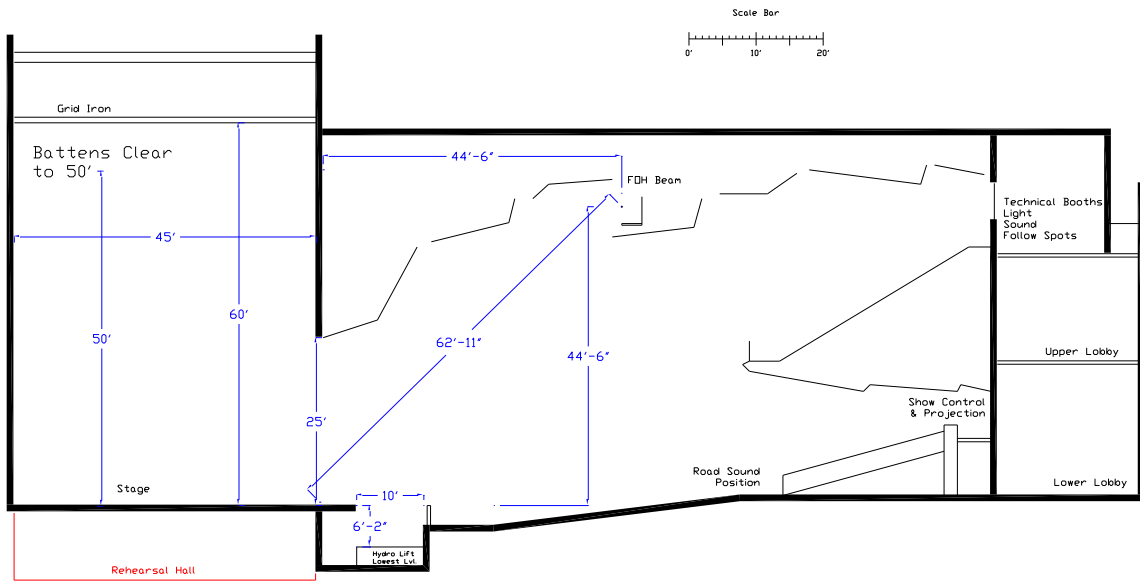 Scale Bar
0' 10' 20'
Grid Iron
Battens Clear
to 50'
44'-6"
FOH Beam
Technical Booths
Light
Sound
Follow Spots
45'
60'
50'
62'-11"
44'-6"
Upper Lobby
25'
Show Control
& Projection
Road Sound
Position
Lower Lobby
Stage
10'
6'-2"
Hydro Lift
Lowest Lvl.
Rehearsal Hall